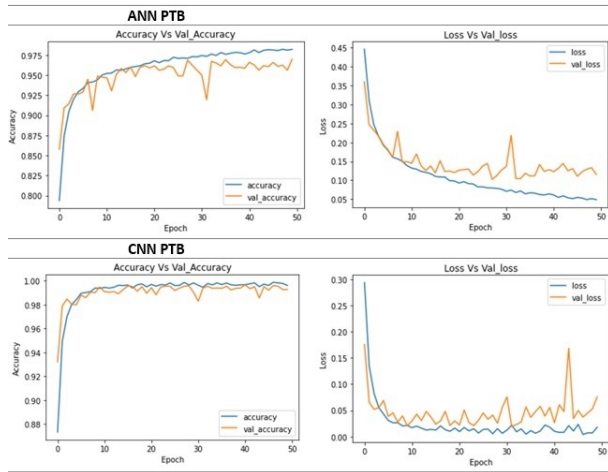 ANN PTB
Accuracy Vs Val_Accuracy
0.975
0.950
0.925
0.900
0.875
0.850
0.825
0.800
Accuracy
0 10 20 30 40 50
Epoch
accuracy
val_accuracy
Loss Vs Val_loss
0.45
0.40
0.35
0.30
0.25
0.20
0.15
0.10
0.05
Loss
0 10 20 30 40 50
Epoch
loss
val_loss
CNN PTB
Accuracy Vs Val_Accuracy
1.00
0.98
0.96
0.94
0.92
0.90
0.88
Accuracy
0 10 20 30 40 50
Epoch
accuracy
val_accuracy
Loss Vs Val_loss
0.30
0.25
0.20
0.15
0.10
0.05
0.00
Loss
0 10 20 30 40 50
Epoch
loss
val_loss